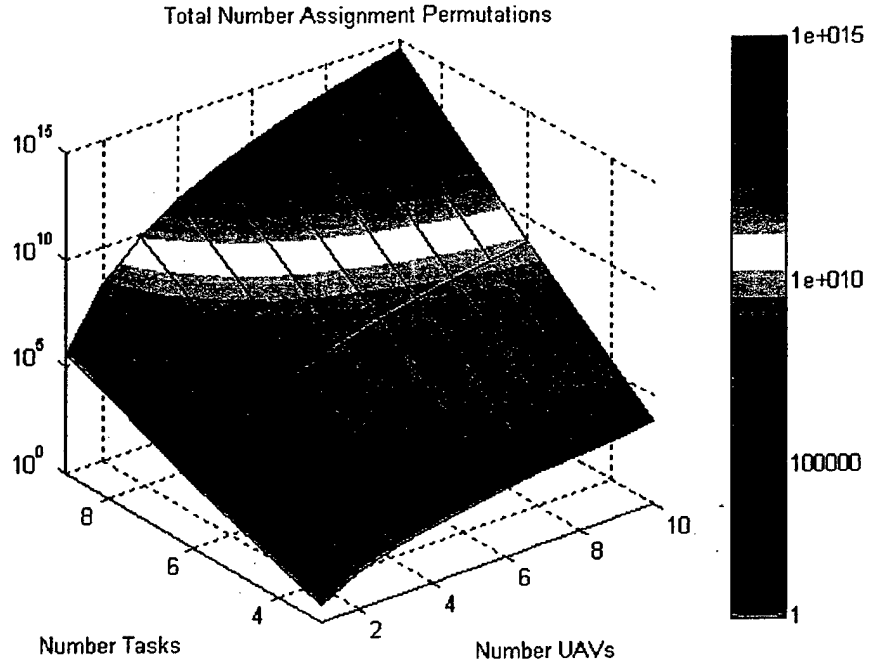 Total Number Assignment Permutations
10^15
10^10
10^5
10^0
8
6
4
Number Tasks
2
4
6
8
10
Number UAVs
1e+015
1e+010
100000
1